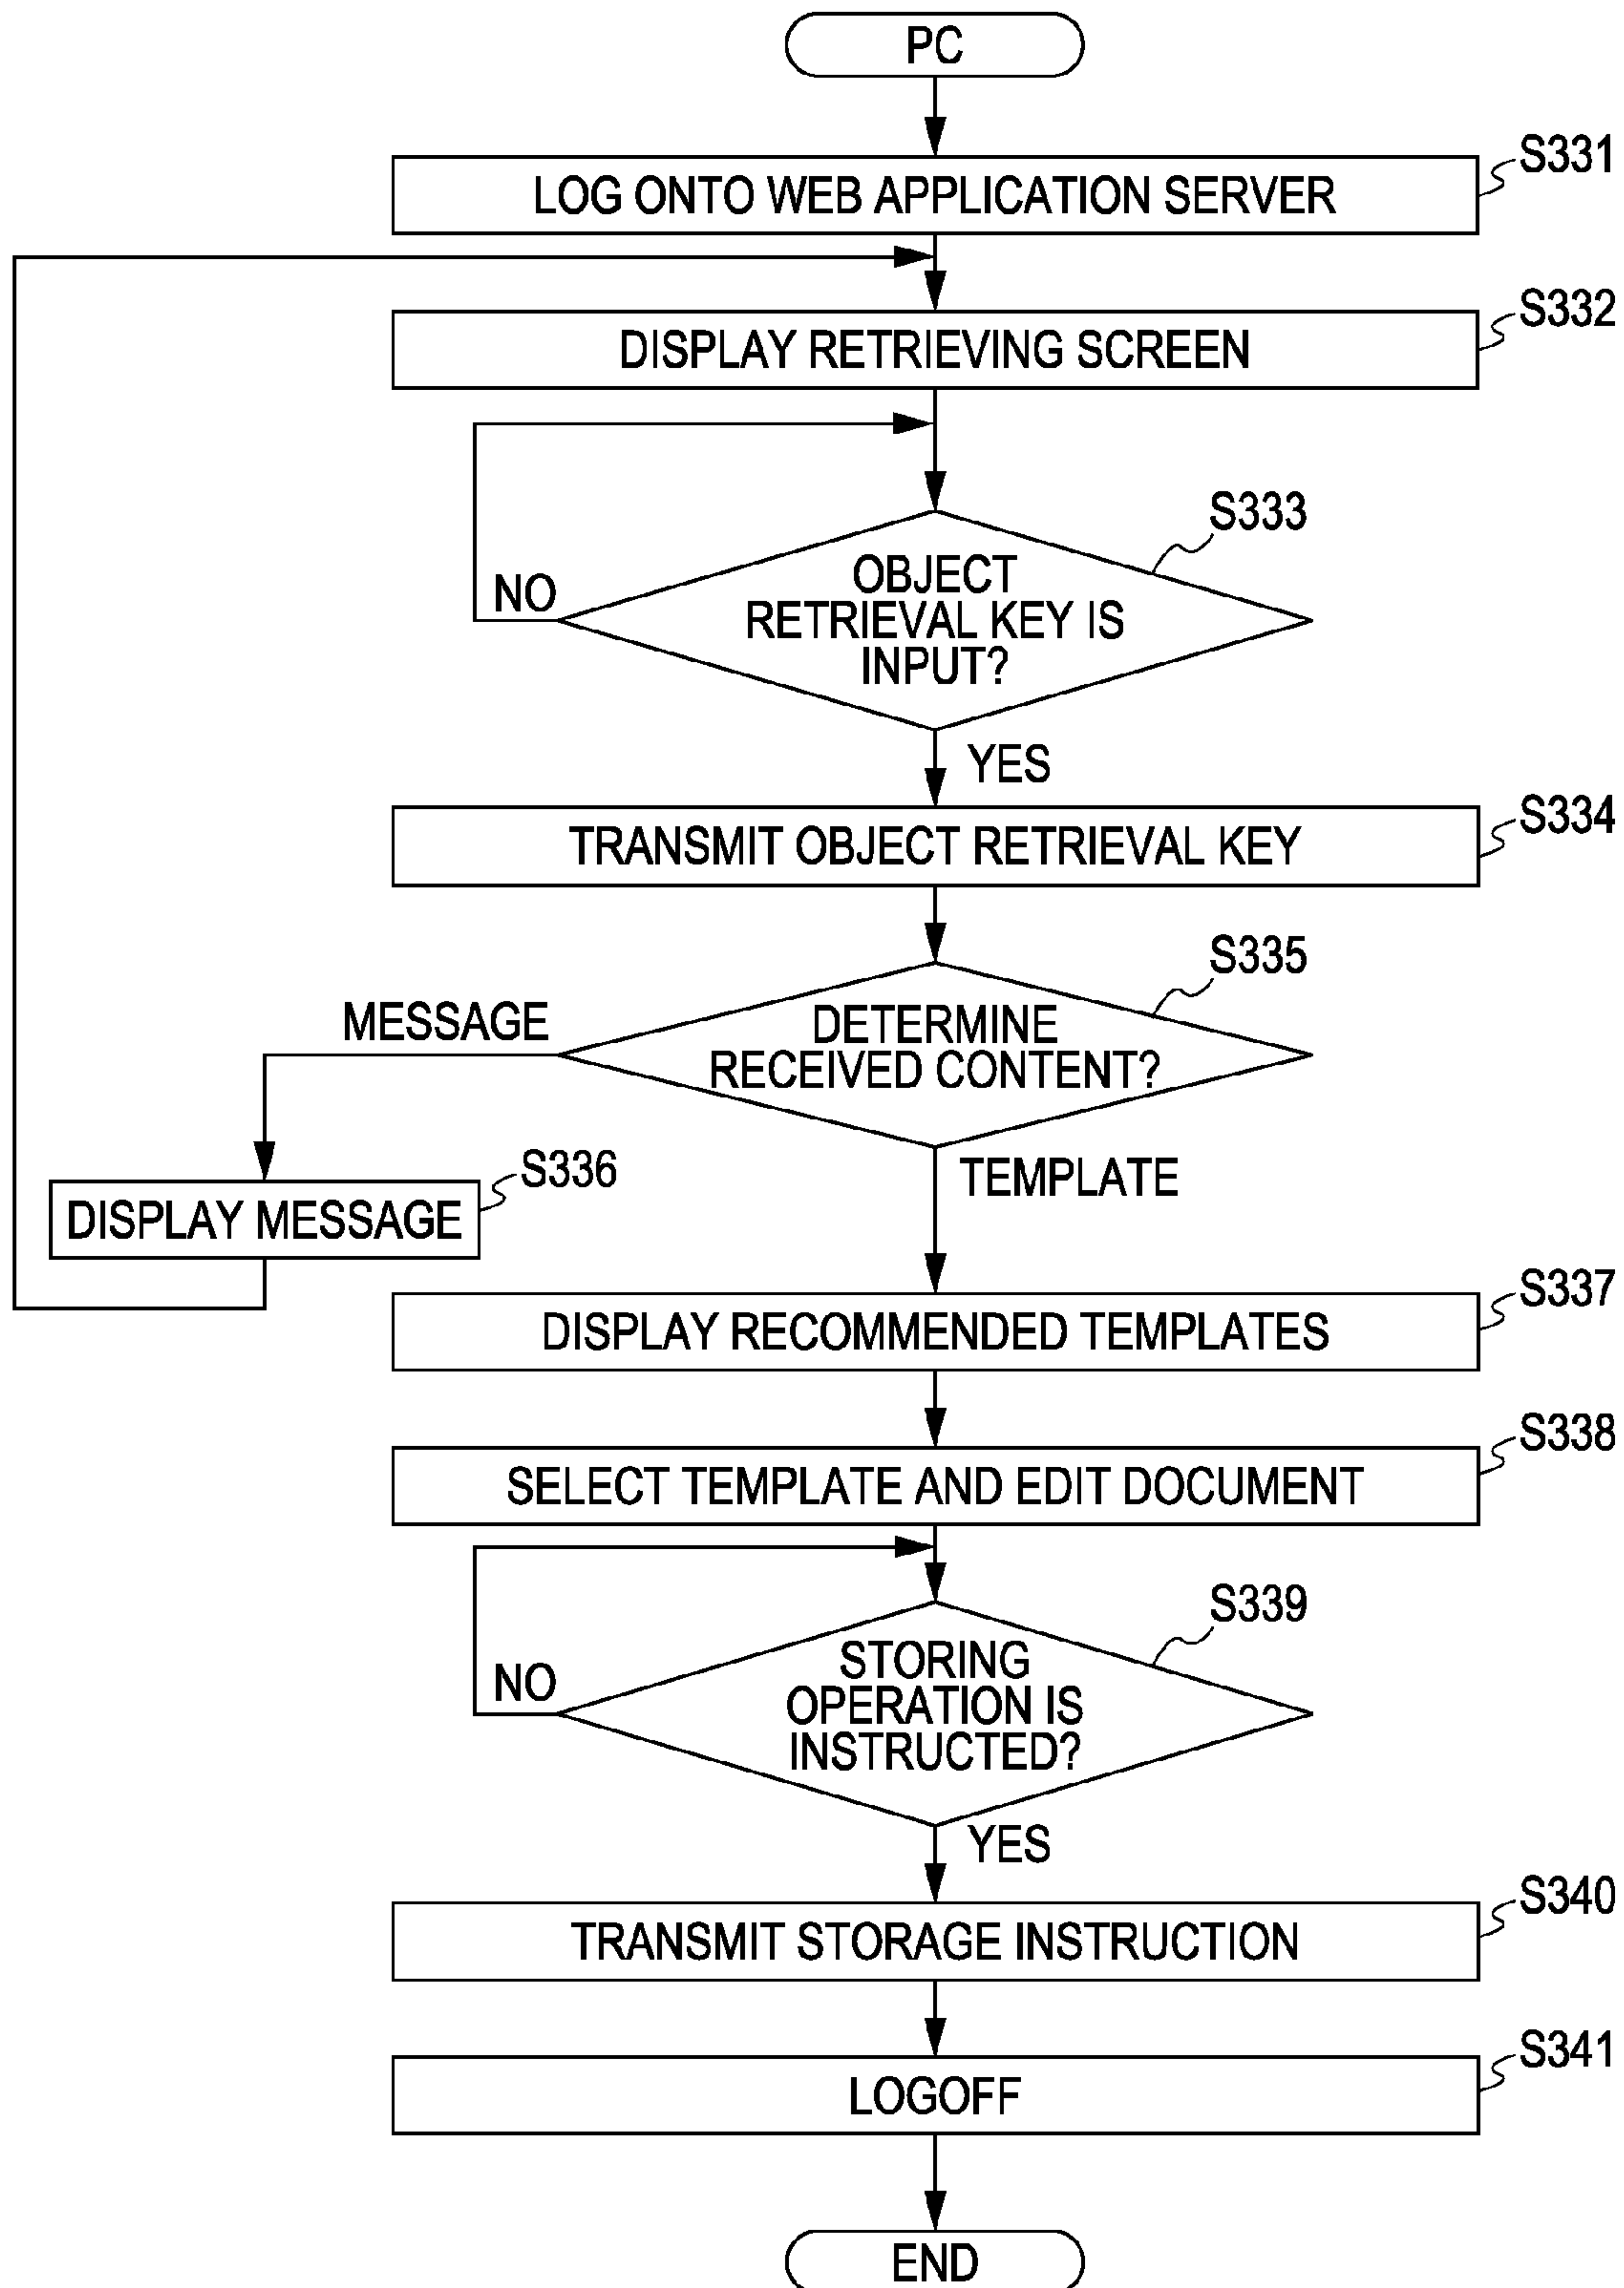 PC
LOG ONTO WEB APPLICATION SERVER
S331
DISPLAY RETRIEVING SCREEN
S332
S333
OBJECT
RETRIEVAL KEY IS
INPUT?
NO
YES
TRANSMIT OBJECT RETRIEVAL KEY
S334
S335
DETERMINE
RECEIVED CONTENT?
MESSAGE
TEMPLATE
S336
DISPLAY MESSAGE
DISPLAY RECOMMENDED TEMPLATES
S337
SELECT TEMPLATE AND EDIT DOCUMENT
S338
S339
STORING
OPERATION IS
INSTRUCTED?
NO
YES
TRANSMIT STORAGE INSTRUCTION
S340
LOGOFF
S341
END